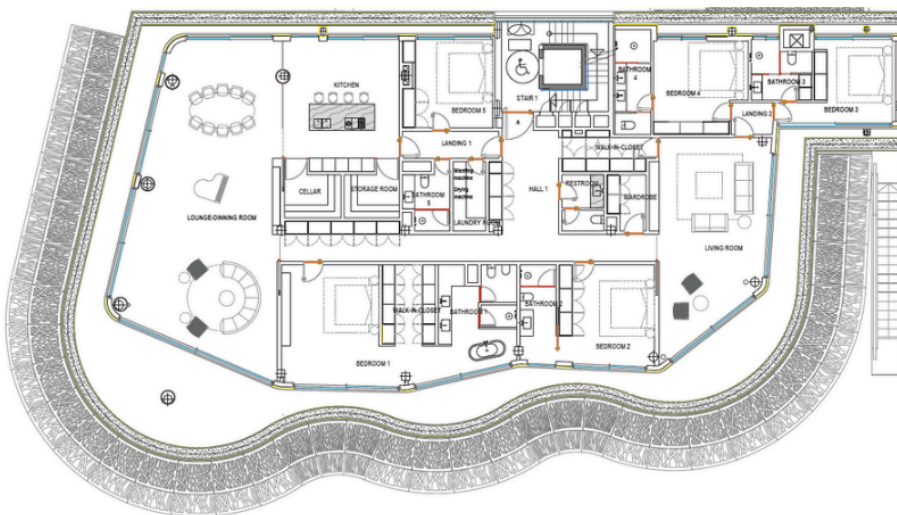 KITCHEN
BEDROOM 5
STAIR 1
A
BATHROOM
4
BEDROOM 4
BATHROOM 3
BEDROOM 3
LANDING 2
LANDING 1
WALK-IN-CLOSET
CELLAR
STORAGE ROOM
BATHROOM
5
Washing
machine
Drying
machine
LAUNDRY ROOM
HALL 1
RESTROOM
WARDROBE
LOUNGE-DINNING ROOM
LIVING ROOM
WALK-IN-CLOSET
BATHROOM 1
BATHROOM 2
BEDROOM 1
BEDROOM 2